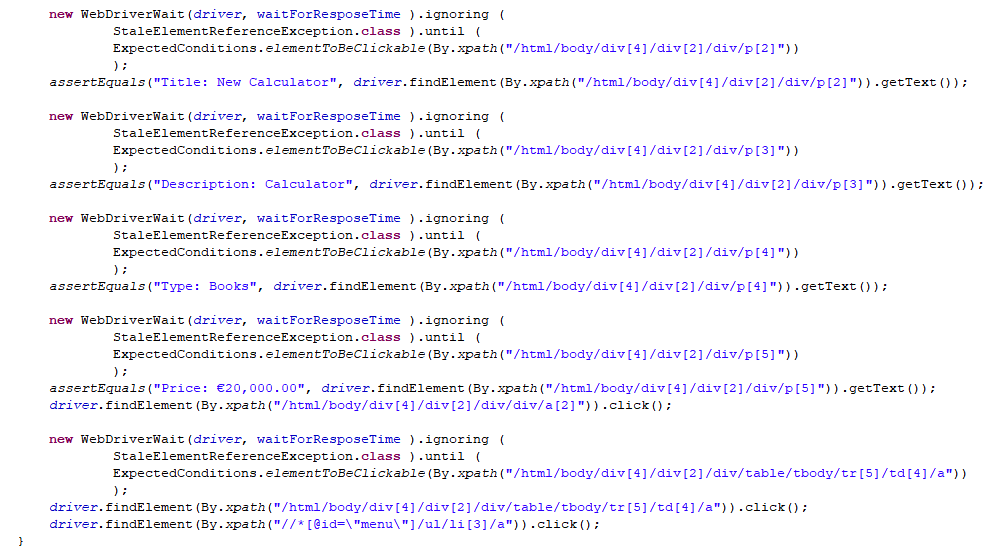 new WebDriverWait(driver, waitForResposeTime ).ignoring (
StaleElementReferenceException.class ).until (
ExpectedConditions.elementToBeClickable(By.xpath("/html/body/div[4]/div[2]/div/p[2]"))
);
assertEquals("Title: New Calculator", driver.findElement(By.xpath("/html/body/div[4]/div[2]/div/p[2]")).getText());
new WebDriverWait(driver, waitForResposeTime ).ignoring (
StaleElementReferenceException.class ).until (
ExpectedConditions.elementToBeClickable(By.xpath("/html/body/div[4]/div[2]/div/p[3]"))
);
assertEquals("Description: Calculator", driver.findElement(By.xpath("/html/body/div[4]/div[2]/div/p[3]")).getText());
new WebDriverWait(driver, waitForResposeTime ).ignoring (
StaleElementReferenceException.class ).until (
ExpectedConditions.elementToBeClickable(By.xpath("/html/body/div[4]/div[2]/div/p[4]"))
);
assertEquals("Type: Books", driver.findElement(By.xpath("/html/body/div[4]/div[2]/div/p[4]")).getText());
new WebDriverWait(driver, waitForResposeTime ).ignoring (
StaleElementReferenceException.class ).until (
ExpectedConditions.elementToBeClickable(By.xpath("/html/body/div[4]/div[2]/div/p[5]"))
);
assertEquals("Price: €20,000.00", driver.findElement(By.xpath("/html/body/div[4]/div[2]/div/p[5]")).getText());
driver.findElement(By.xpath("/html/body/div[4]/div[2]/div/div/a[2]")).click();
new WebDriverWait(driver, waitForResposeTime ).ignoring (
StaleElementReferenceException.class ).until (
ExpectedConditions.elementToBeClickable(By.xpath("/html/body/div[4]/div[2]/div/table/tbody/tr[5]/td[4]/a"))
);
driver.findElement(By.xpath("/html/body/div[4]/div[2]/div/table/tbody/tr[5]/td[4]/a")).click();
driver.findElement(By.xpath("//*[@id=\"menu\"]/ul/li[3]/a")).click();
}